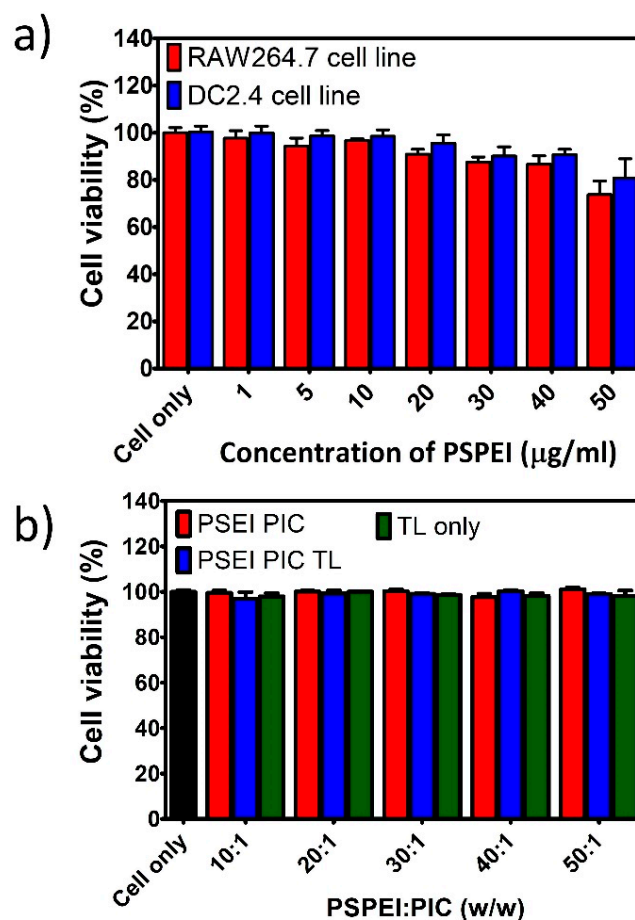 a)
140
120
100
80
60
40
20
0
Cell viability (%)
RAW264.7 cell line
DC2.4 cell line
Cell only
1
5
10
20
30
40
50
Concentration of PSPEI (μg/ml)
b)
140
120
100
80
60
40
20
0
Cell viability (%)
PSEI PIC
TL only
PSEI PIC TL
Cell only
10:1
20:1
30:1
40:1
50:1
PSPEI:PIC (w/w)